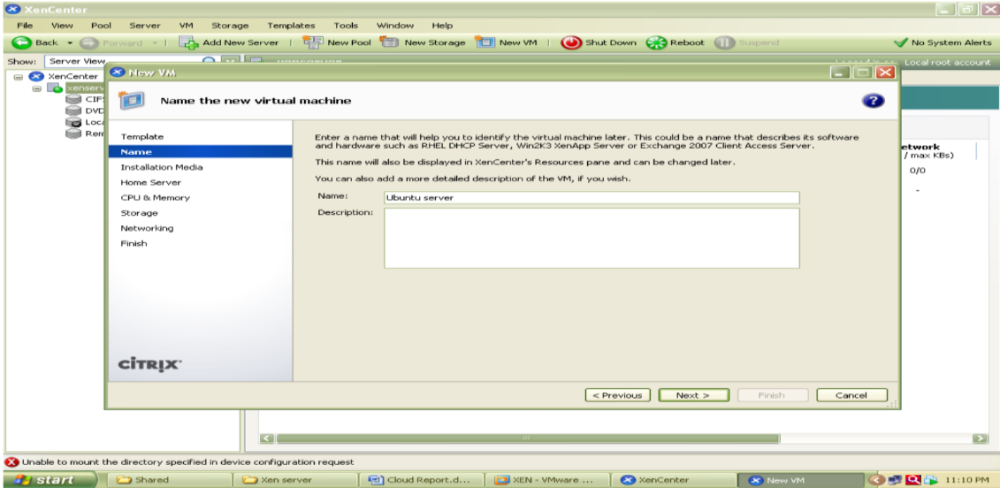 XenCenter
File View Pool Server VM Storage Templates Tools Window Help
Back Forward Add New Server New Pool New Storage New VM Shut Down Reboot Suspend No System Alerts
Show: Server View Local root account
XenCenter
xenserv
CIF
DVD
Loca
Rem
New VM
Name the new virtual machine
Template
Name
Installation Media
Home Server
CPU & Memory
Storage
Networking
Finish
CITRIX
Enter a name that will help you to identify the virtual machine later. This could be a name that describes its software
and hardware such as RHEL DHCP Server, Win2K3 XenApp Server or Exchange 2007 Client Access Server.
This name will also be displayed in XenCenter's Resources pane and can be changed later.
You can also add a more detailed description of the VM, if you wish.
Name: Ubuntu server
Description:
< Previous Next > Finish Cancel
etwork
/ max KBs)
0/0
-
Unable to mount the directory specified in device configuration request
start Shared Xen server Cloud Report.d... XEN - VMware ... XenCenter New VM 11:10 PM